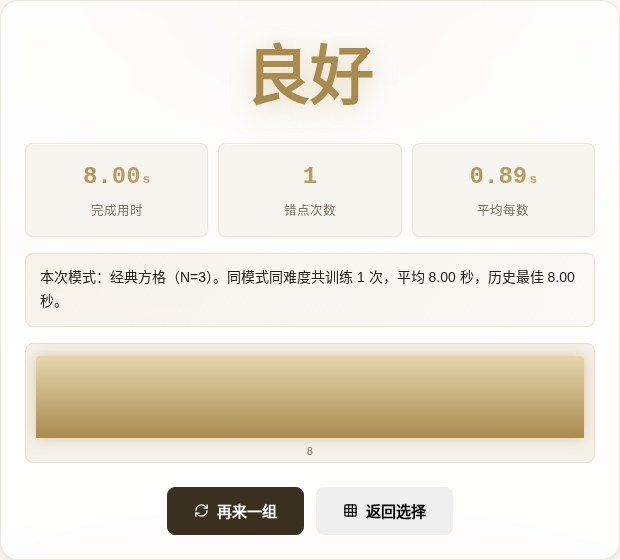 良好
8.00s 1 0.89s
完成用时 错点次数 平均每数
本次模式：经典方格（N=3）。同模式同难度共训练 1 次，平均 8.00 秒，历史最佳 8.00
秒。
8
再来一组 返回选择